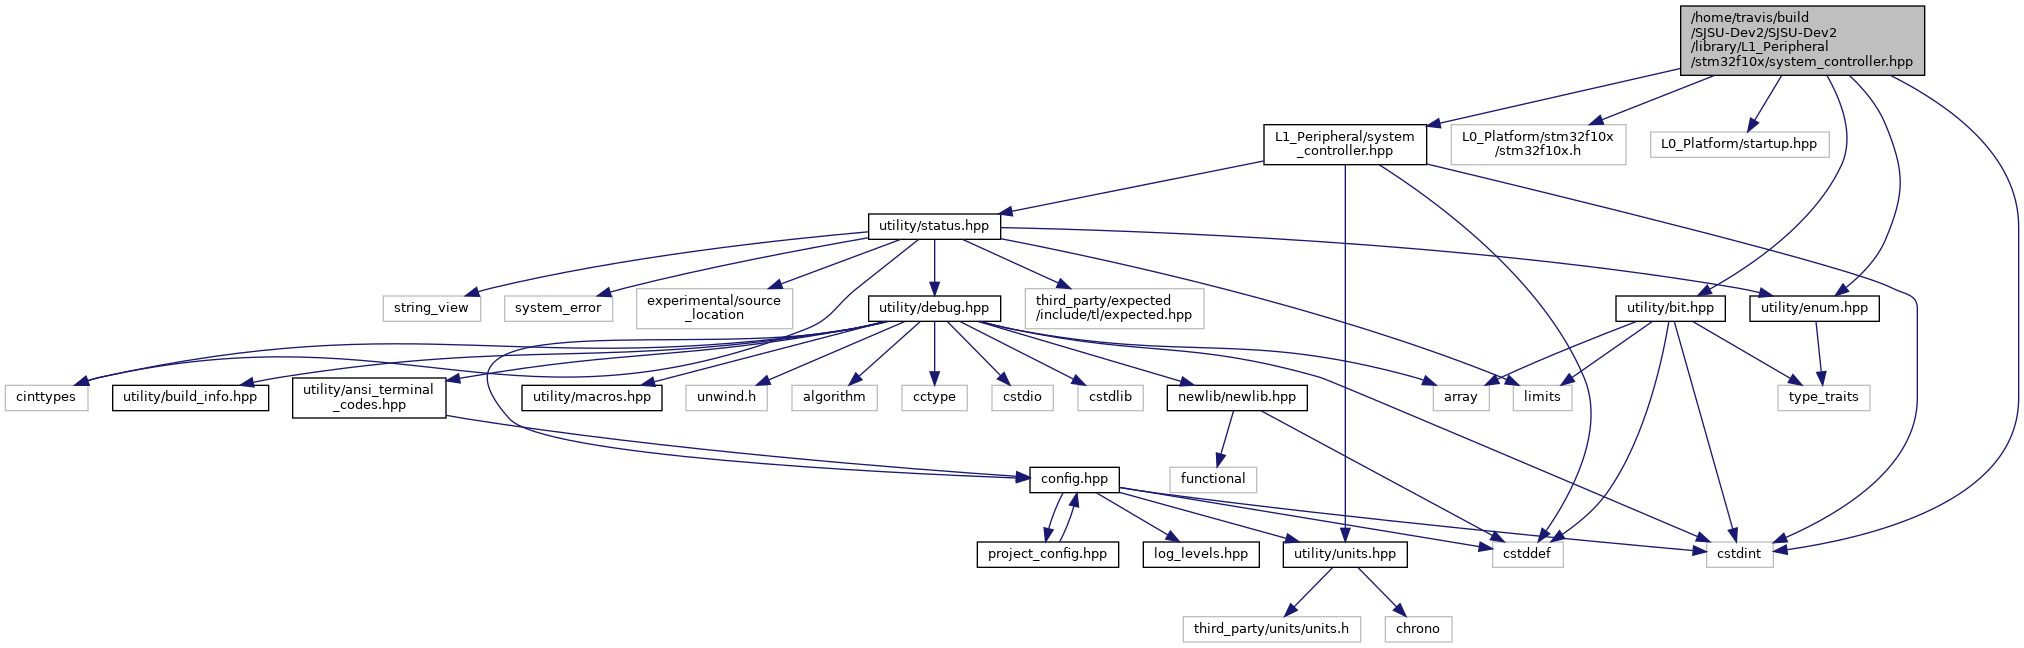 /home/travis/build
/SJSU-Dev2/SJSU-Dev2
/library/L1_Peripheral
/stm32f10x/system_controller.hpp
L1_Peripheral/system
_controller.hpp
L0_Platform/stm32f10x
/stm32f10x.h
L0_Platform/startup.hpp
utility/status.hpp
string_view
system_error
experimental/source
_location
utility/debug.hpp
third_party/expected
/include/tl/expected.hpp
utility/bit.hpp
utility/enum.hpp
cinttypes
utility/build_info.hpp
utility/ansi_terminal
_codes.hpp
utility/macros.hpp
unwind.h
algorithm
cctype
cstdio
cstdlib
newlib/newlib.hpp
array
limits
type_traits
config.hpp
functional
project_config.hpp
log_levels.hpp
utility/units.hpp
cstddef
cstdint
third_party/units/units.h
chrono